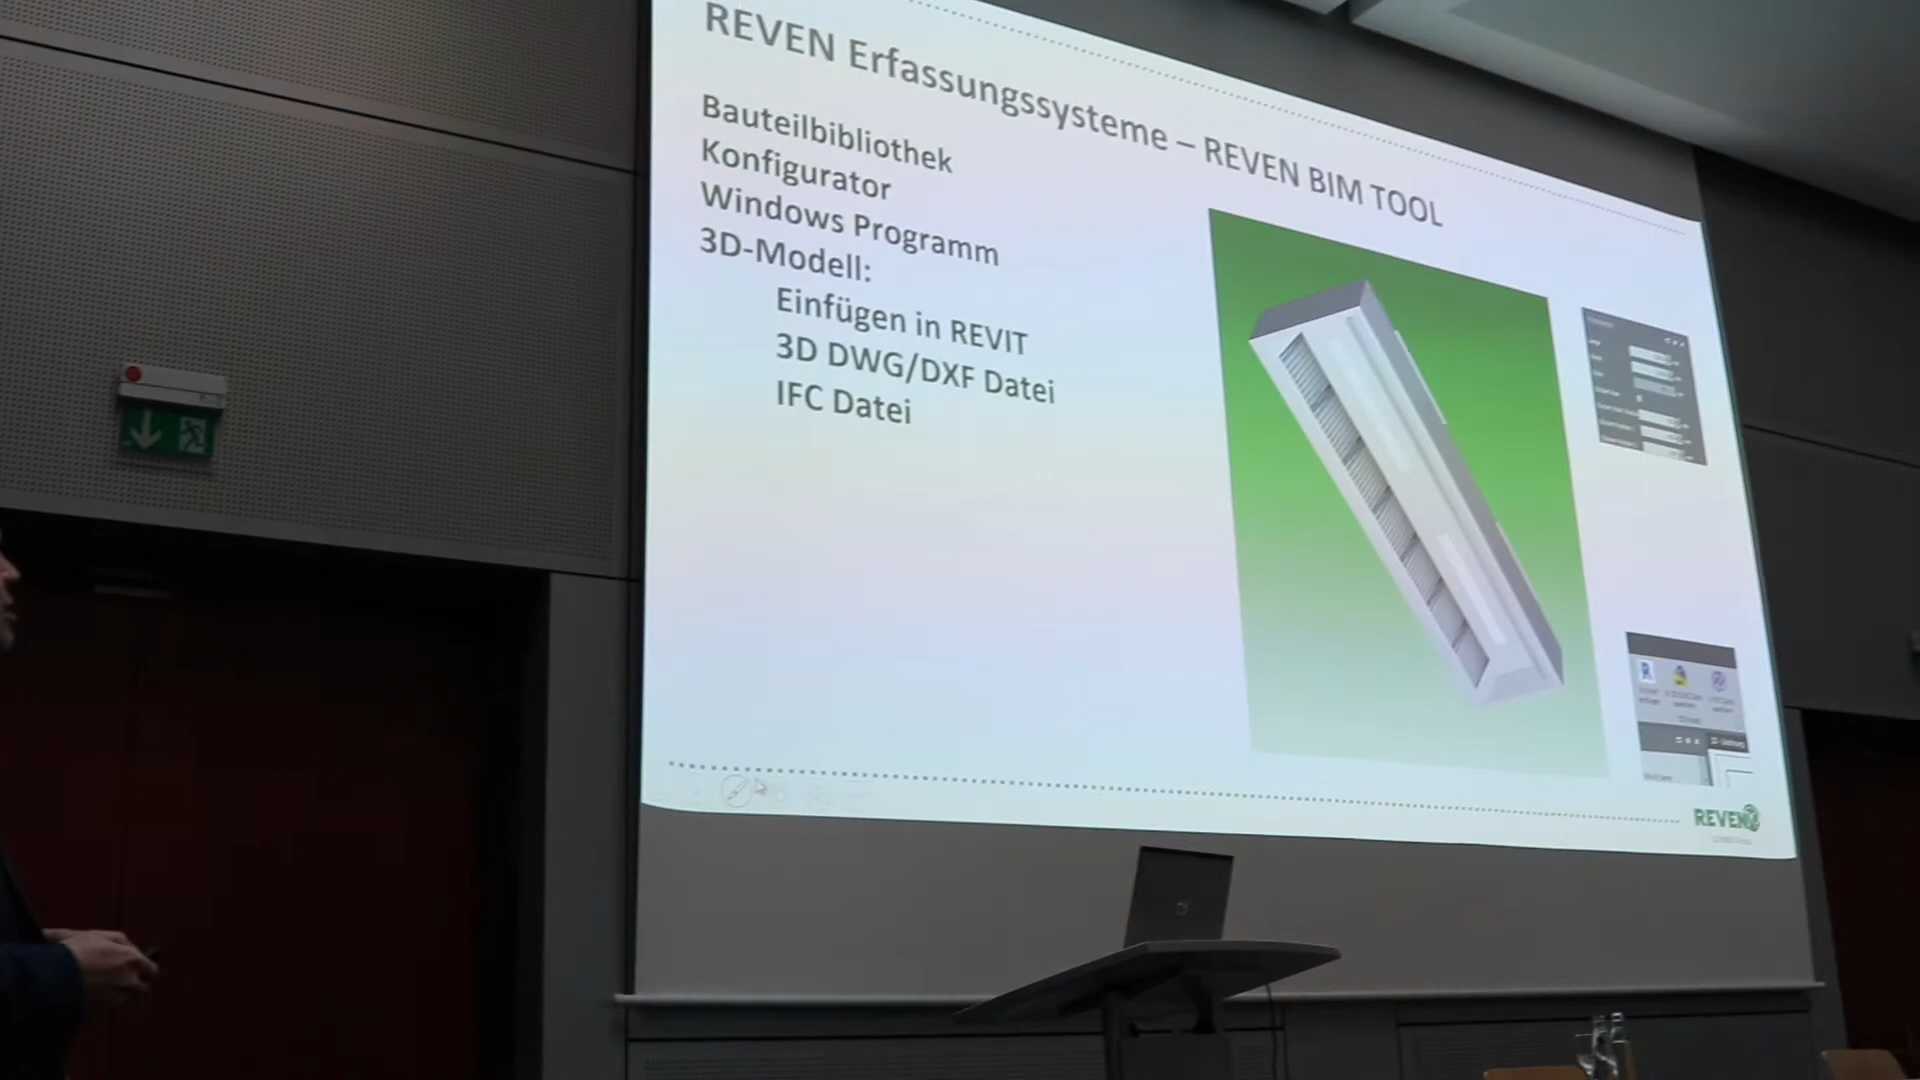 REVEN Erfassungssysteme – REVEN BIM TOOL
Bauteilbibliothek
Konfigurator
Windows Programm
3D-Modell:
Einfügen in REVIT
3D DWG/DXF Datei
IFC Datei
REVEN